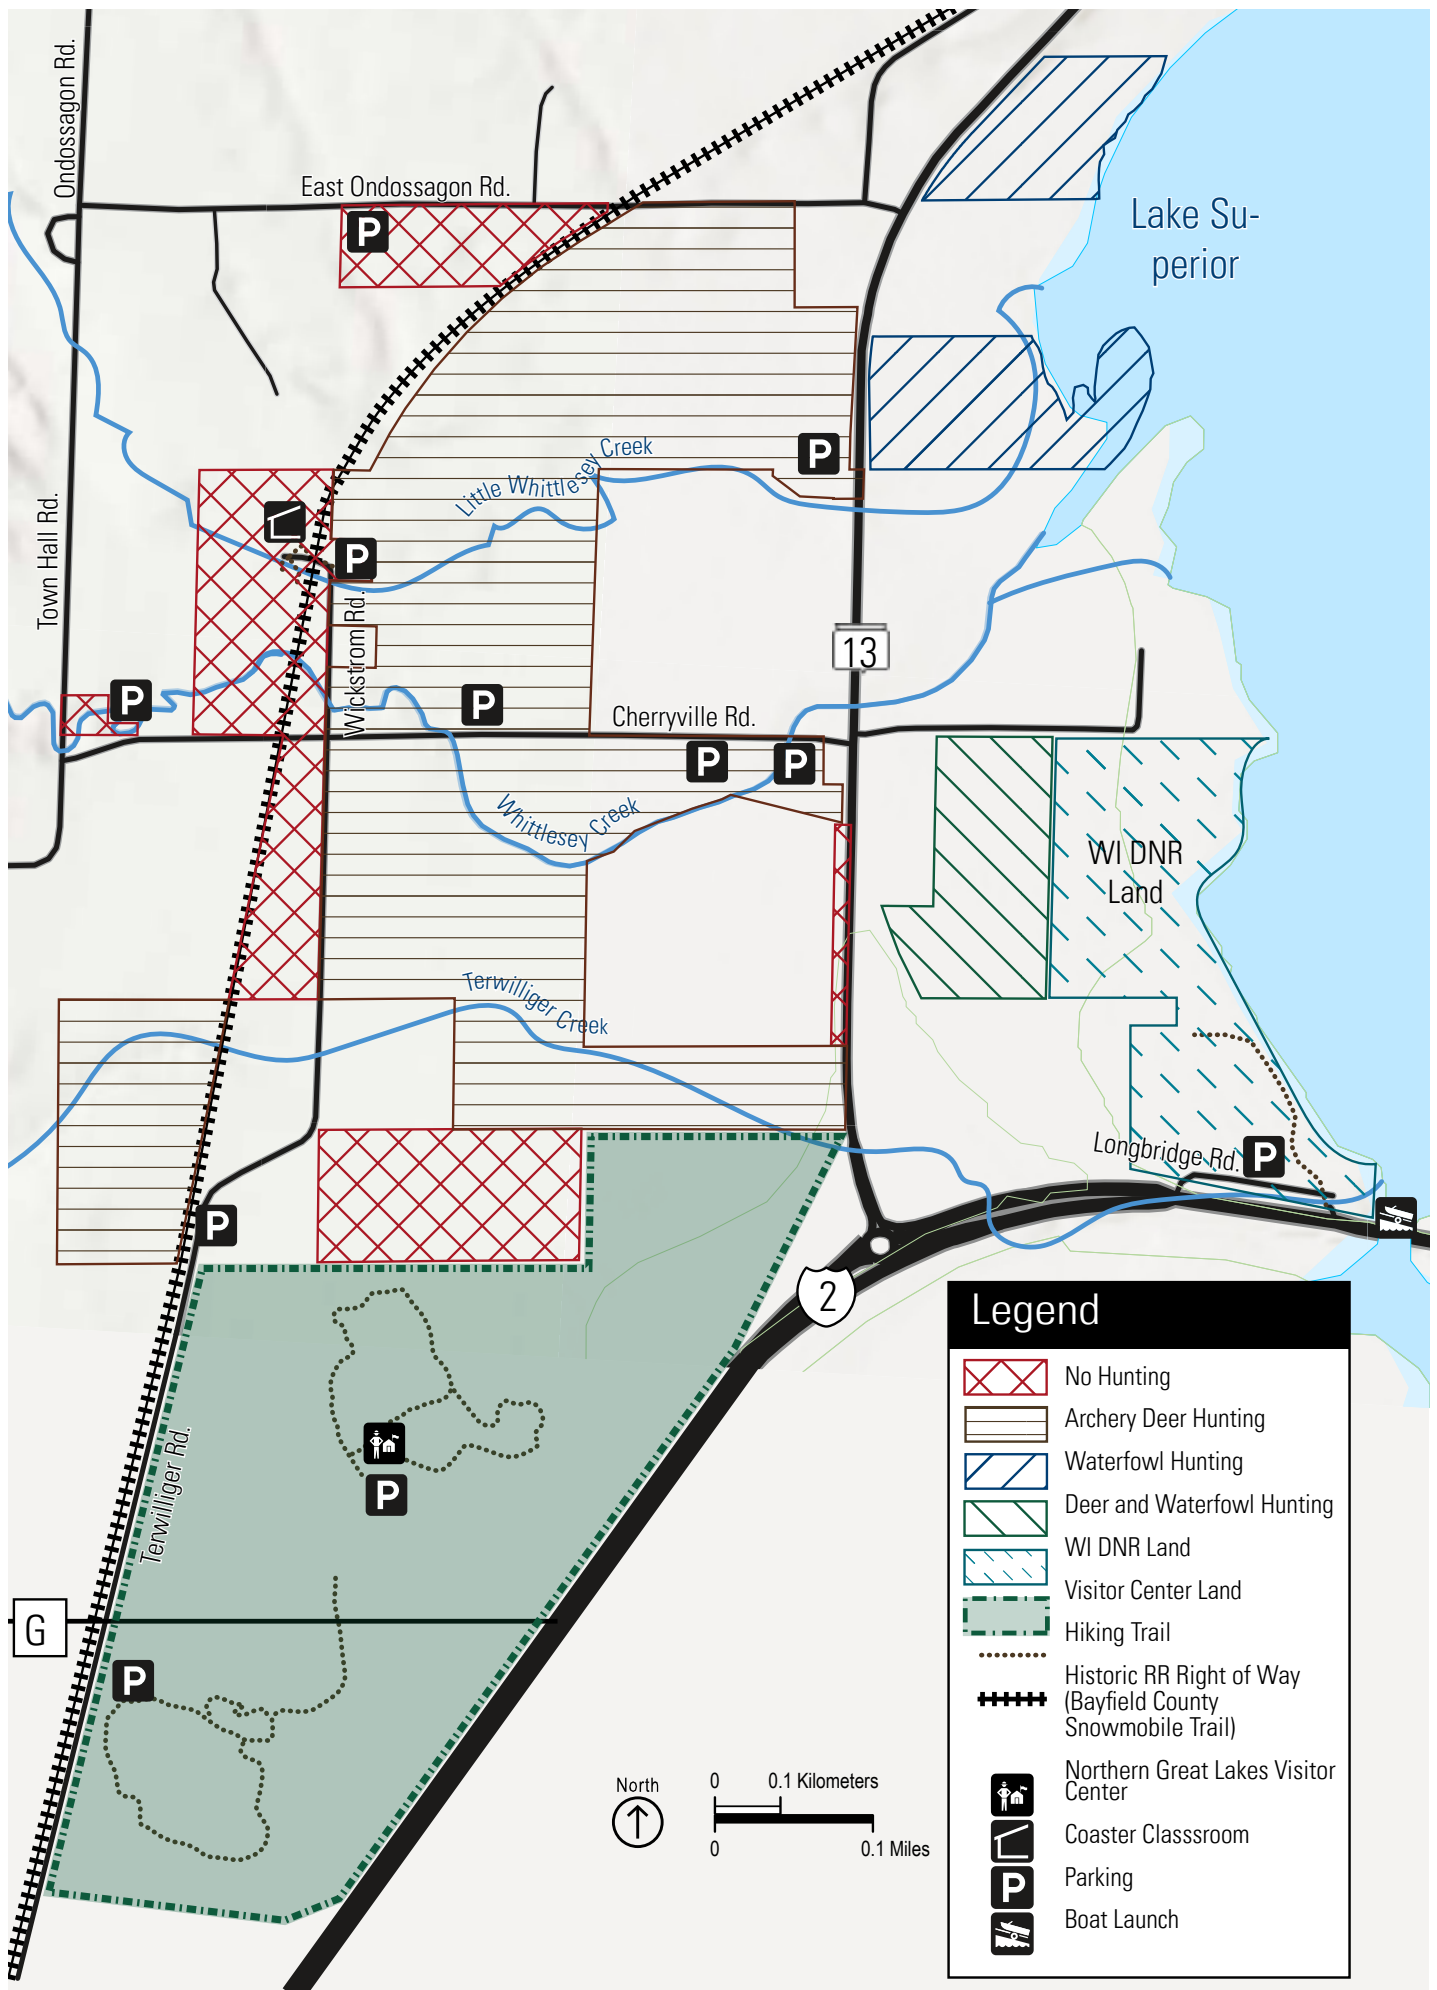 Ondossagon Rd.
East Ondossagon Rd.
P
Lake Su-
perior
Little Whittlesey Creek
P
Town Hall Rd.
P
Wickstrom Rd.
13
P
P
Cherryville Rd.
P
P
Whittlesey Creek
WI DNR
Land
Terwilliger Creek
Longbridge Rd.
P
P
2
Terwilliger Rd.
P
G
P
North
0
0.1 Kilometers
0
0.1 Miles
Legend
No Hunting
Archery Deer Hunting
Waterfowl Hunting
Deer and Waterfowl Hunting
WI DNR Land
Visitor Center Land
Hiking Trail
Historic RR Right of Way
(Bayfield County
Snowmobile Trail)
Northern Great Lakes Visitor
Center
Coaster Classsroom
P
Parking
Boat Launch